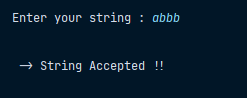 Enter your string : abbb
-> String Accepted !!